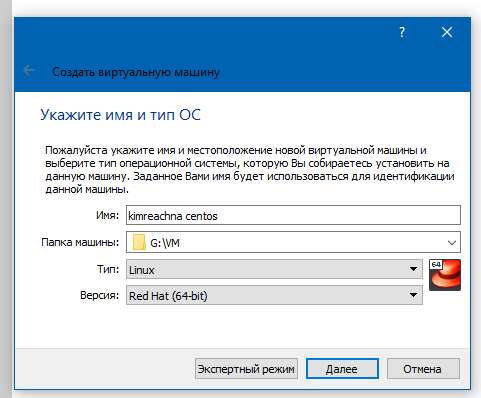 ?
Создать виртуальную машину
Укажите имя и тип ОС
Пожалуйста укажите имя и местоположение новой виртуальной машины и
выберите тип операционной системы, которую Вы собираетесь установить на
данную машину. Заданное Вами имя будет использоваться для идентификации
данной машины.
Имя: kimreachna centos
Папка машины: G:\VM
Тип: Linux
64
Версия: Red Hat (64-bit)
Экспертный режим Далее Отмена